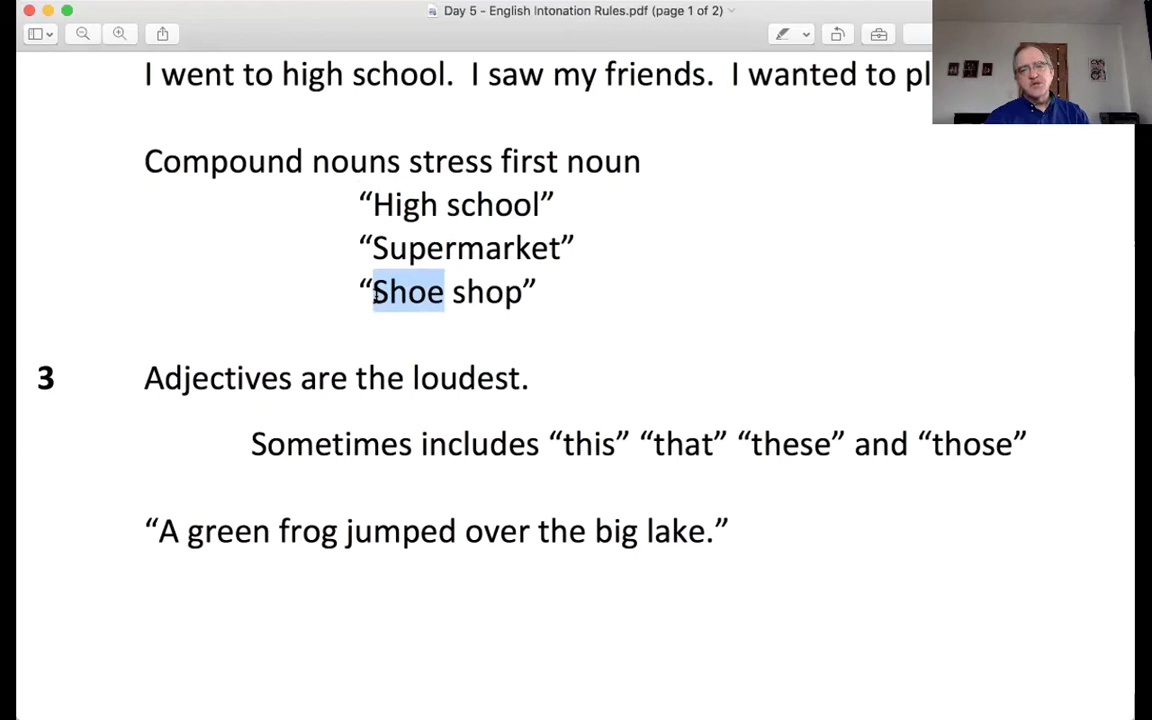 Day 5 - English Intonation Rules.pdf (page 1 of 2)
I went to high school. I saw my friends. I wanted to pl
Compound nouns stress first noun
“High school”
“Supermarket”
“Shoe shop”
3 Adjectives are the loudest.
Sometimes includes “this” “that” “these” and “those”
“A green frog jumped over the big lake.”